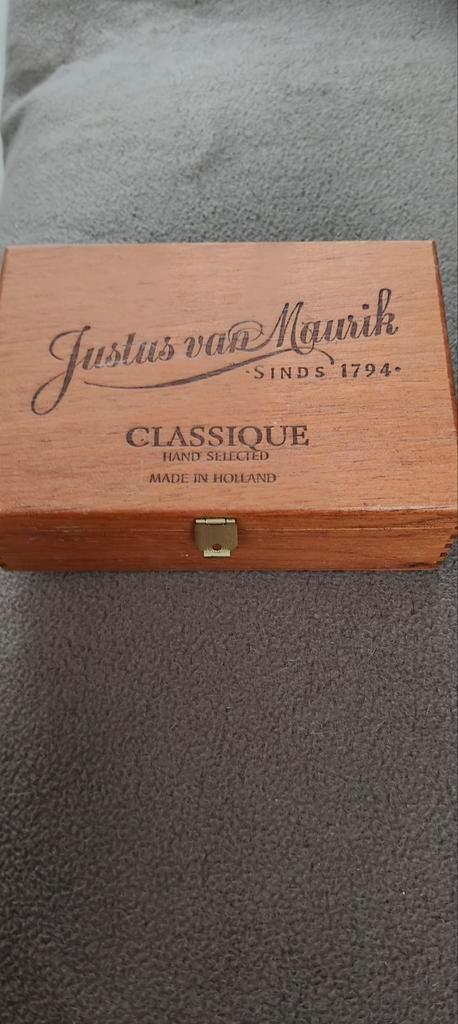 Justus van Maurik
·SINDS 1794·
CLASSIQUE
HAND SELECTED
MADE IN HOLLAND